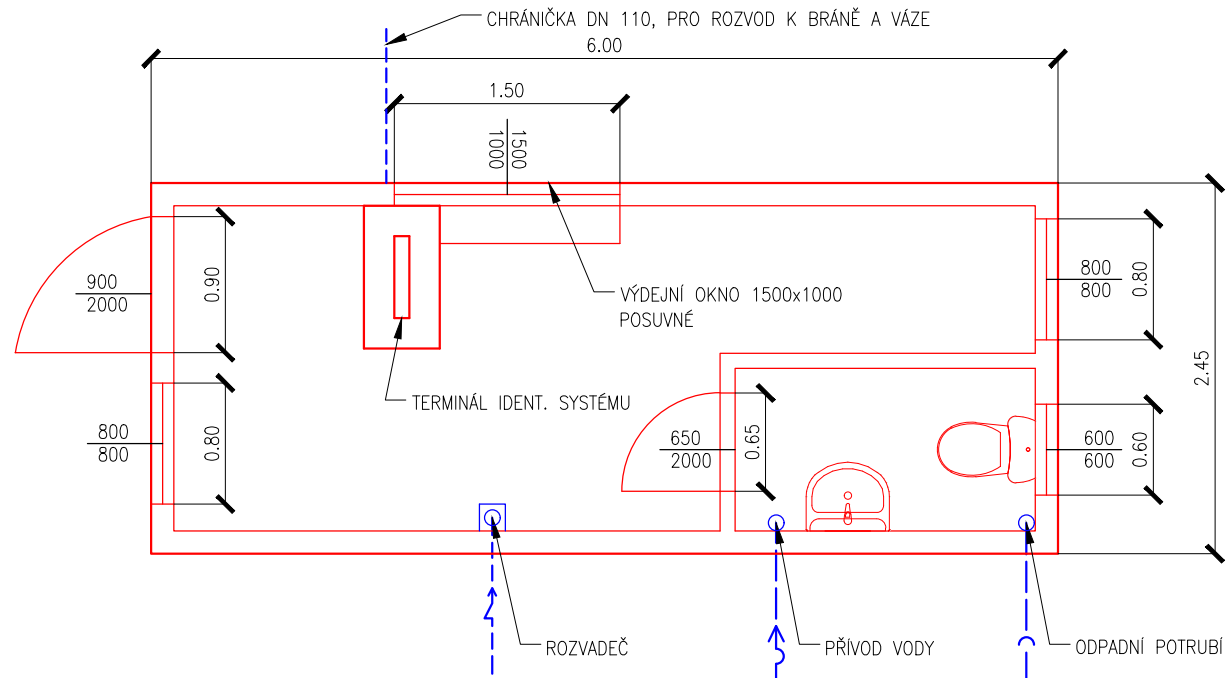 CHRÁNIČKA DN 110, PRO ROZVOD K BRÁNĚ A VÁZE
6.00
1.50
1500
1000
900
2000
0.90
VÝDEJNÍ OKNO 1500x1000
POSUVNÉ
800
800
0.80
2.45
TERMINÁL IDENT. SYSTÉMU
800
800
0.80
650
2000
0.65
600
600
0.60
ROZVADEČ
PŘÍVOD VODY
ODPADNÍ POTRUBÍ